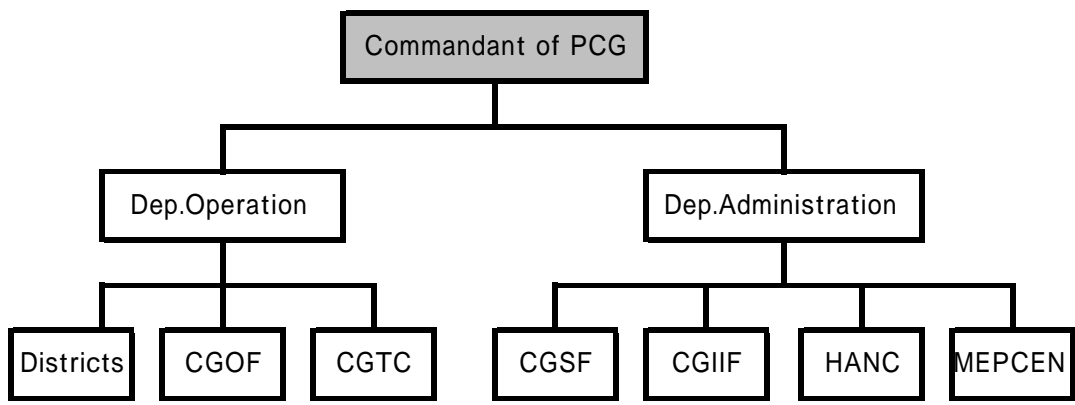 Commandant of PCG
Dep.Operation
Dep.Administration
Districts
CGOF
CGTC
CGSF
CGIIF
HANC
MEPCEN